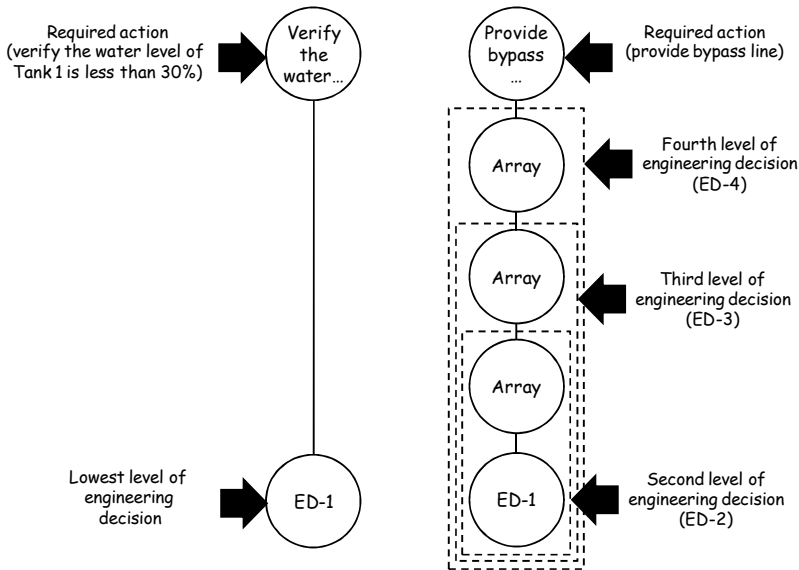 Required action
(verify the water level of
Tank 1 is less than 30%)
Verify
the
water…
Lowest level of
engineering
decision
ED-1
Provide
bypass
…
Required action
(provide bypass line)
Array
Fourth level of
engineering decision
(ED-4)
Array
Third level of
engineering decision
(ED-3)
Array
ED-1
Second level of
engineering decision
(ED-2)